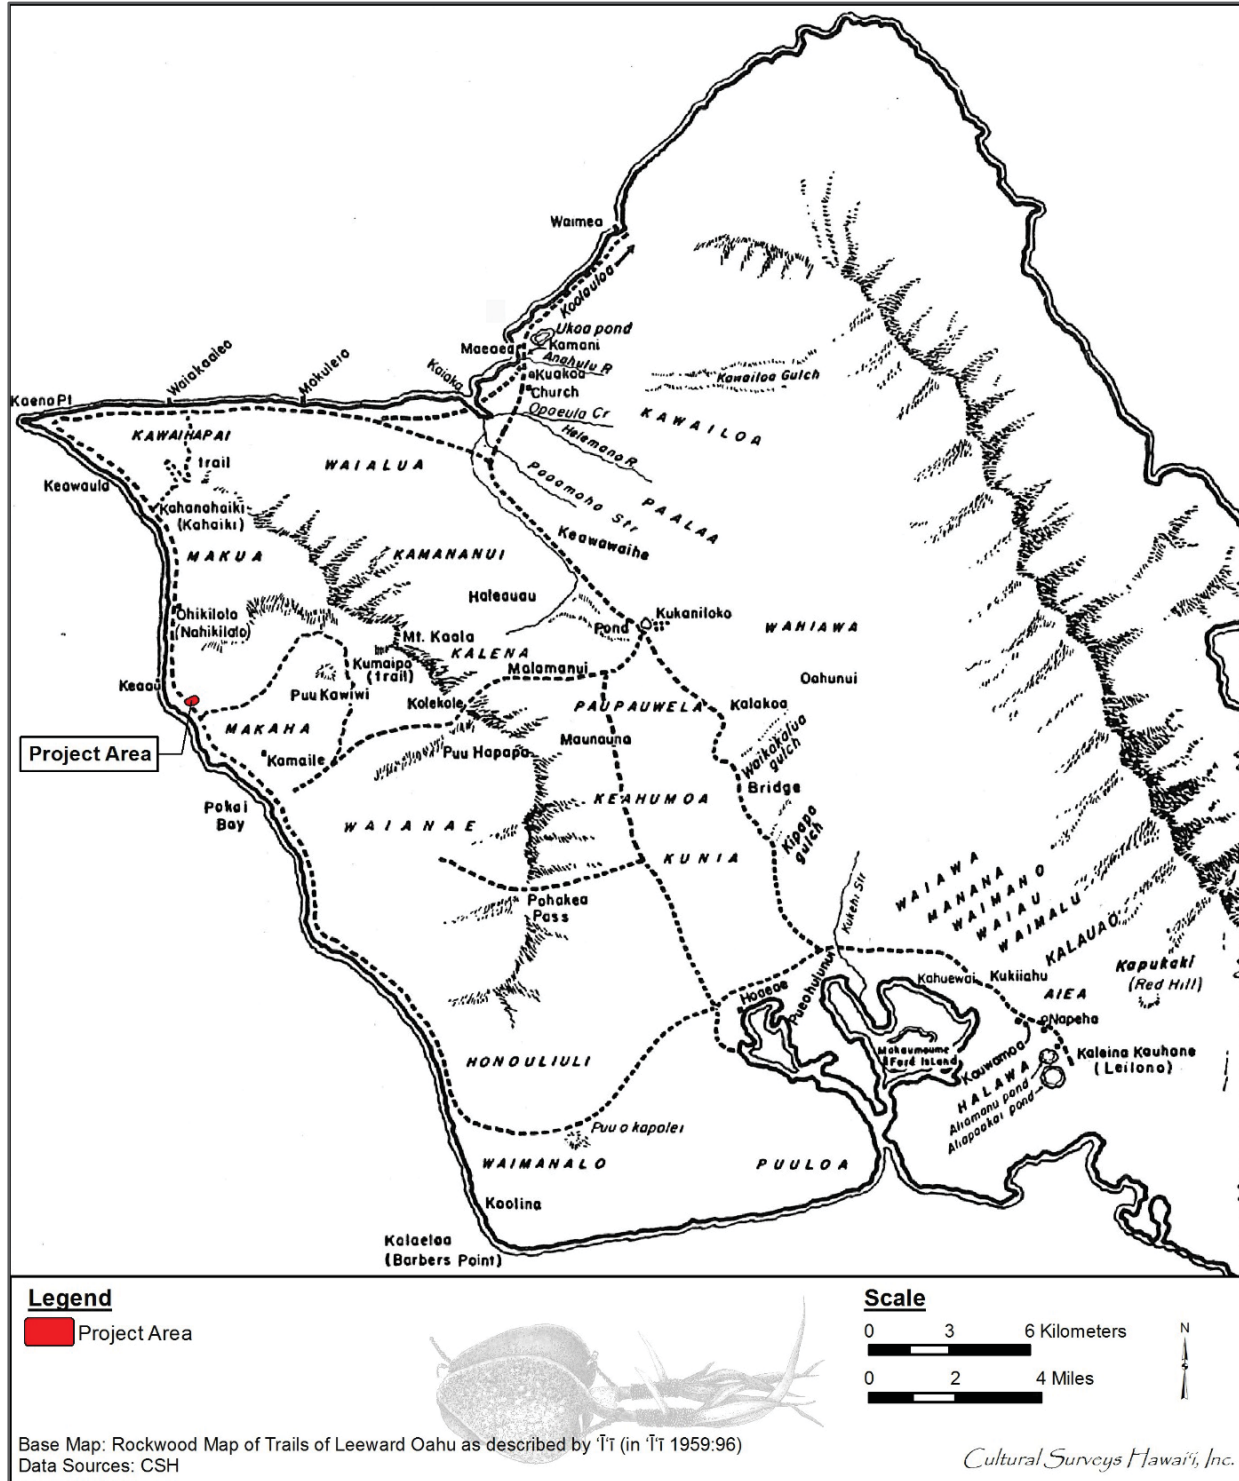 Waimea
Koolauloa
Ukoa pond
Maeaea
Kamani
Anahulu R
Kuakoa
Church
Kawailoa Gulch
Opaeula Cr
KAWAILOA
Helemano R
Kaiaka
Mokuleia
Waiakaaleo
Kaena Pt
KAWAIHAPAI
trail
WAIALUA
Keawaula
Kahanahaiki
(Kahaiki)
Paaamoho Str
PAALAA
Keawawaihe
MAKUA
KAMANANUI
Haleauau
Ohikilolo
(Nahikilalo)
Pond
Kukaniloko
WAHIAWA
Mt. Kaala
KALENA
Kumaipo
(trail)
Malamanui
Oahunui
Keaau
Puu Kawiwi
Kolekole
PAUPAUWELA
Kalakoa
MAKAHA
Project Area
Kamaile
Puu Hapapa
Maunauna
Waikakalaua
gulch
Bridge
KEAHUMOA
Pokai
Bay
WAIANAE
Kipapa
gulch
KUNIA
Pohakea
Pass
Kukehi Str
WAIAWA
MANANA
WAIMANO
WAIAU
WAIMALU
KALAUAO
Kapukaki
(Red Hill)
Hoaeae
Pueohulunui
Kahuewai
Kukiiahu
AIEA
Napeha
Kaleina Kauhane
(Leilono)
Ford Island
Kauwamoa
HALAWA
Aliamanu pond
Aliapaakai pond
HONOULIULI
Puu o kapolei
WAIMANALO
PUULOA
Koolina
Kalaeloa
(Barbers Point)
Legend
Project Area
Scale
0 3 6 Kilometers
0 2 4 Miles
N
Base Map: Rockwood Map of Trails of Leeward Oahu as described by ʻĪʻī (in ʻĪʻī 1959:96)
Data Sources: CSH
Cultural Surveys Hawaiʻi, Inc.